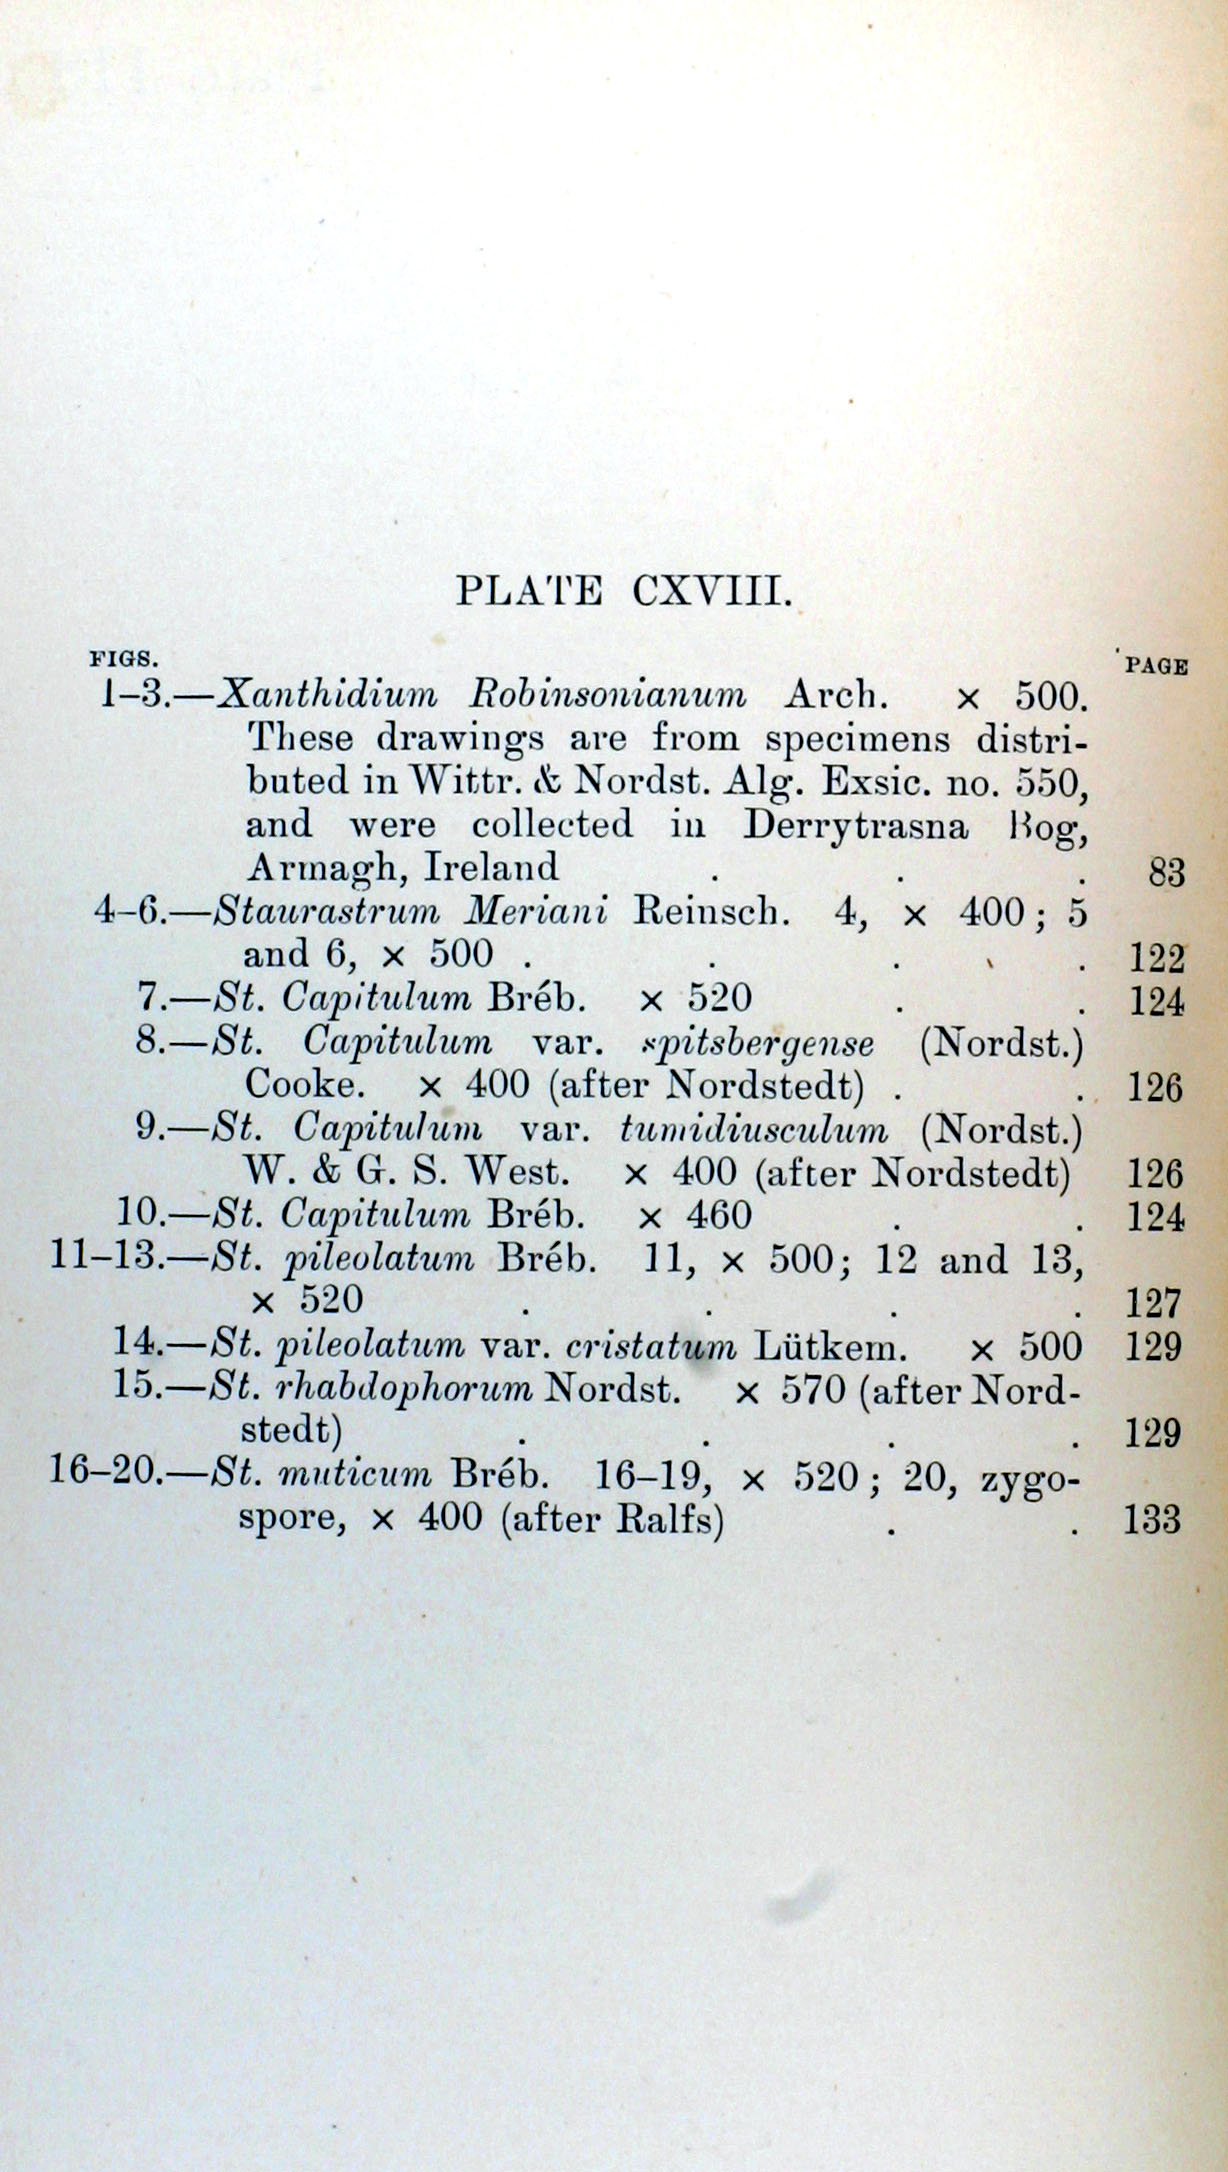 PLATE CXVIII.
FIGS. PAGE
1–3.—Xanthidium Robinsonianum Arch. × 500.
These drawings are from specimens distri-
buted in Wittr. & Nordst. Alg. Exsic. no. 550,
and were collected in Derrytrasna Bog,
Armagh, Ireland . . . 83
4–6.—Staurastrum Meriani Reinsch. 4, × 400; 5
and 6, × 500 . . . . 122
7.—St. Capitulum Bréb. × 520 . . 124
8.—St. Capitulum var. spitsbergense (Nordst.)
Cooke. × 400 (after Nordstedt) . . 126
9.—St. Capitulum var. tumidiusculum (Nordst.)
W. & G. S. West. × 400 (after Nordstedt) 126
10.—St. Capitulum Bréb. × 460 . . 124
11–13.—St. pileolatum Bréb. 11, × 500; 12 and 13,
× 520 . . . . 127
14.—St. pileolatum var. cristatum Lütkem. × 500 129
15.—St. rhabdophorum Nordst. × 570 (after Nord-
stedt) . . . . 129
16–20.—St. muticum Bréb. 16–19, × 520; 20, zygo-
spore, × 400 (after Ralfs) . . 133